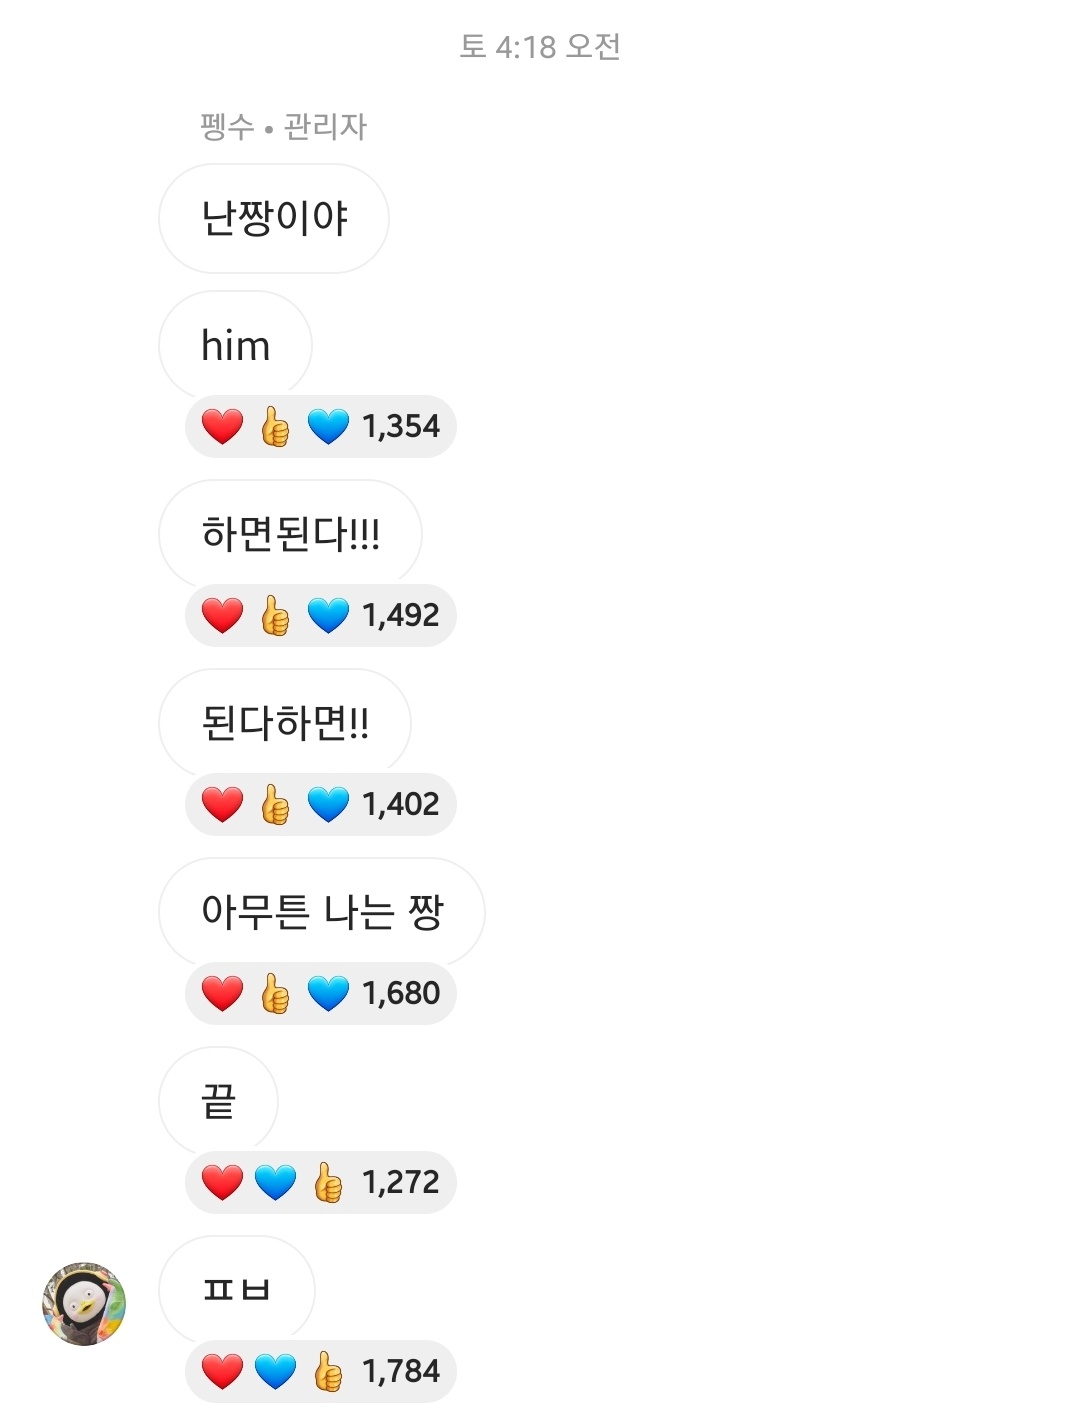 토 4:18 오전
펭수 • 관리자
난짱이야
him
❤️👍💙 1,354
하면된다!!!
❤️👍💙 1,492
된다하면!!
❤️👍💙 1,402
아무튼 나는 짱
❤️👍💙 1,680
끝
❤️💙👍 1,272
ㅍㅂ
❤️💙👍 1,784